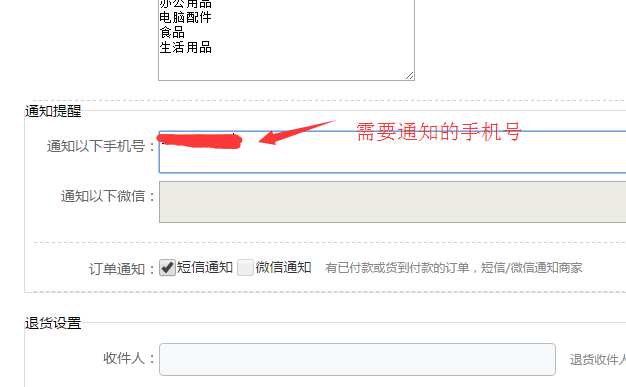 办公用品
电脑配件
食品
生活用品
通知提醒
通知以下手机号： 需要通知的手机号
通知以下微信：
订单通知： 短信通知 微信通知 有已付款或货到付款的订单，短信/微信通知商家
退货设置
收件人： 退货收件人